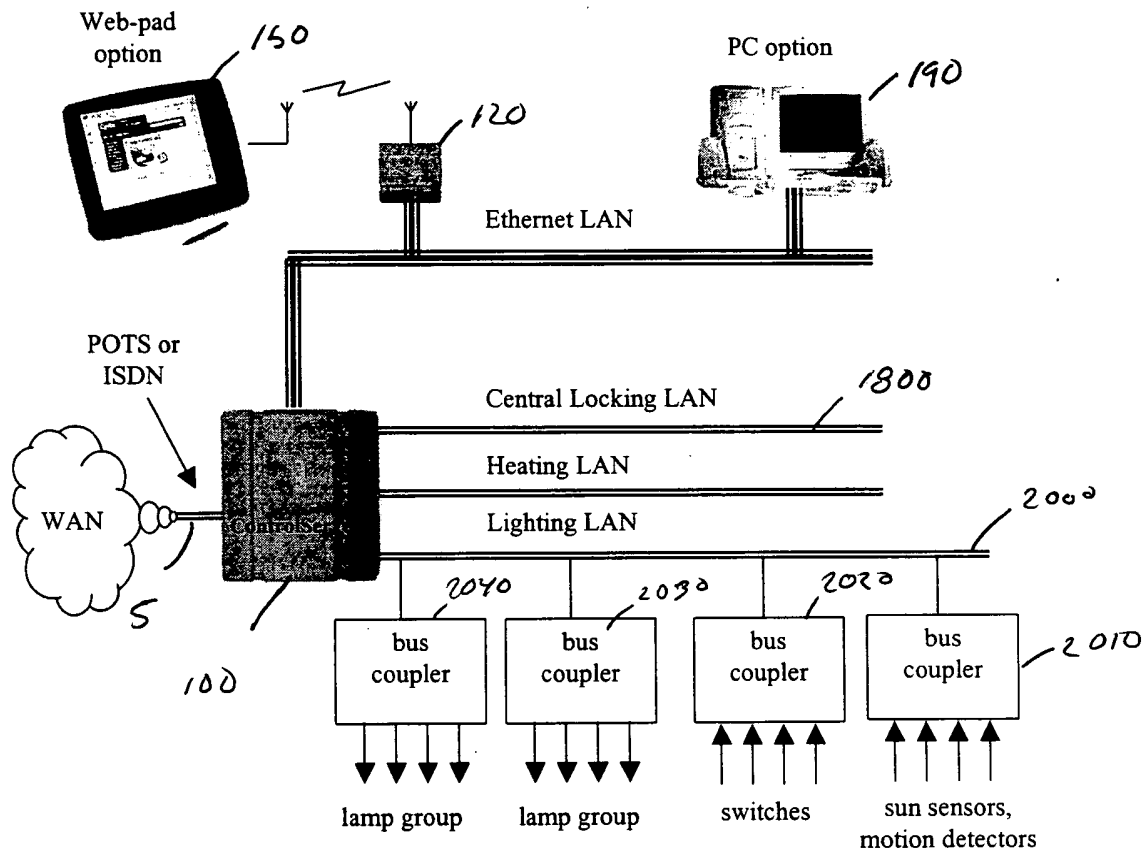 Web-pad
option
150
PC option
190
120
Ethernet LAN
POTS or
ISDN
Central Locking LAN
1800
Heating LAN
WAN
Lighting LAN
2000
5
100
2040
2030
2020
2010
bus
coupler
bus
coupler
bus
coupler
bus
coupler
lamp group
lamp group
switches
sun sensors,
motion detectors